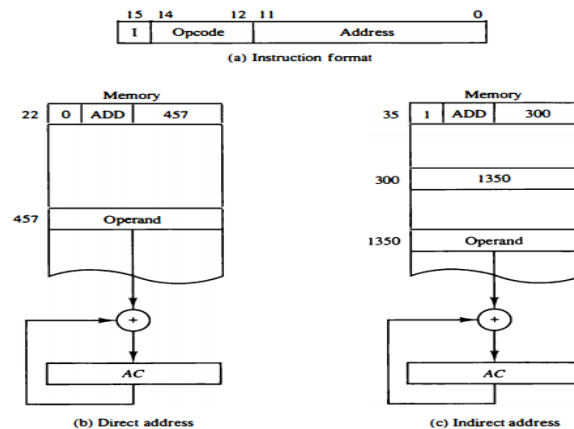 15 14 12 11 0
I Opcode Address
(a) Instruction format
Memory
22 0 ADD 457
457 Operand
+
AC
(b) Direct address
Memory
35 1 ADD 300
300 1350
1350 Operand
+
AC
(c) Indirect address